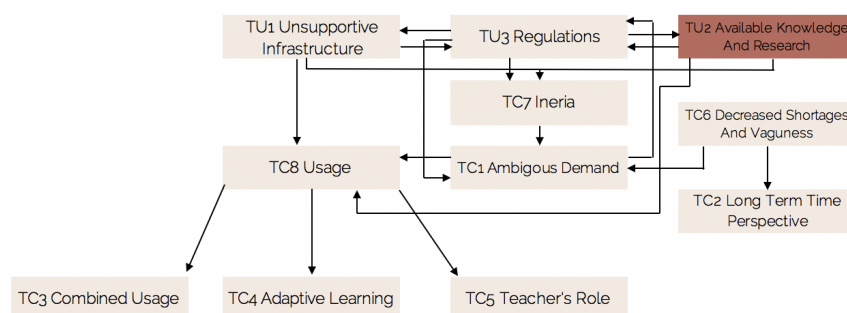 TU1 Unsupportive
Infrastructure
TU3 Regulations
TU2 Available Knowledge
And Research
TC7 Ineria
TC6 Decreased Shortages
And Vaguness
TC8 Usage
TC1 Ambigous Demand
TC2 Long Term Time
Perspective
TC3 Combined Usage
TC4 Adaptive Learning
TC5 Teacher's Role